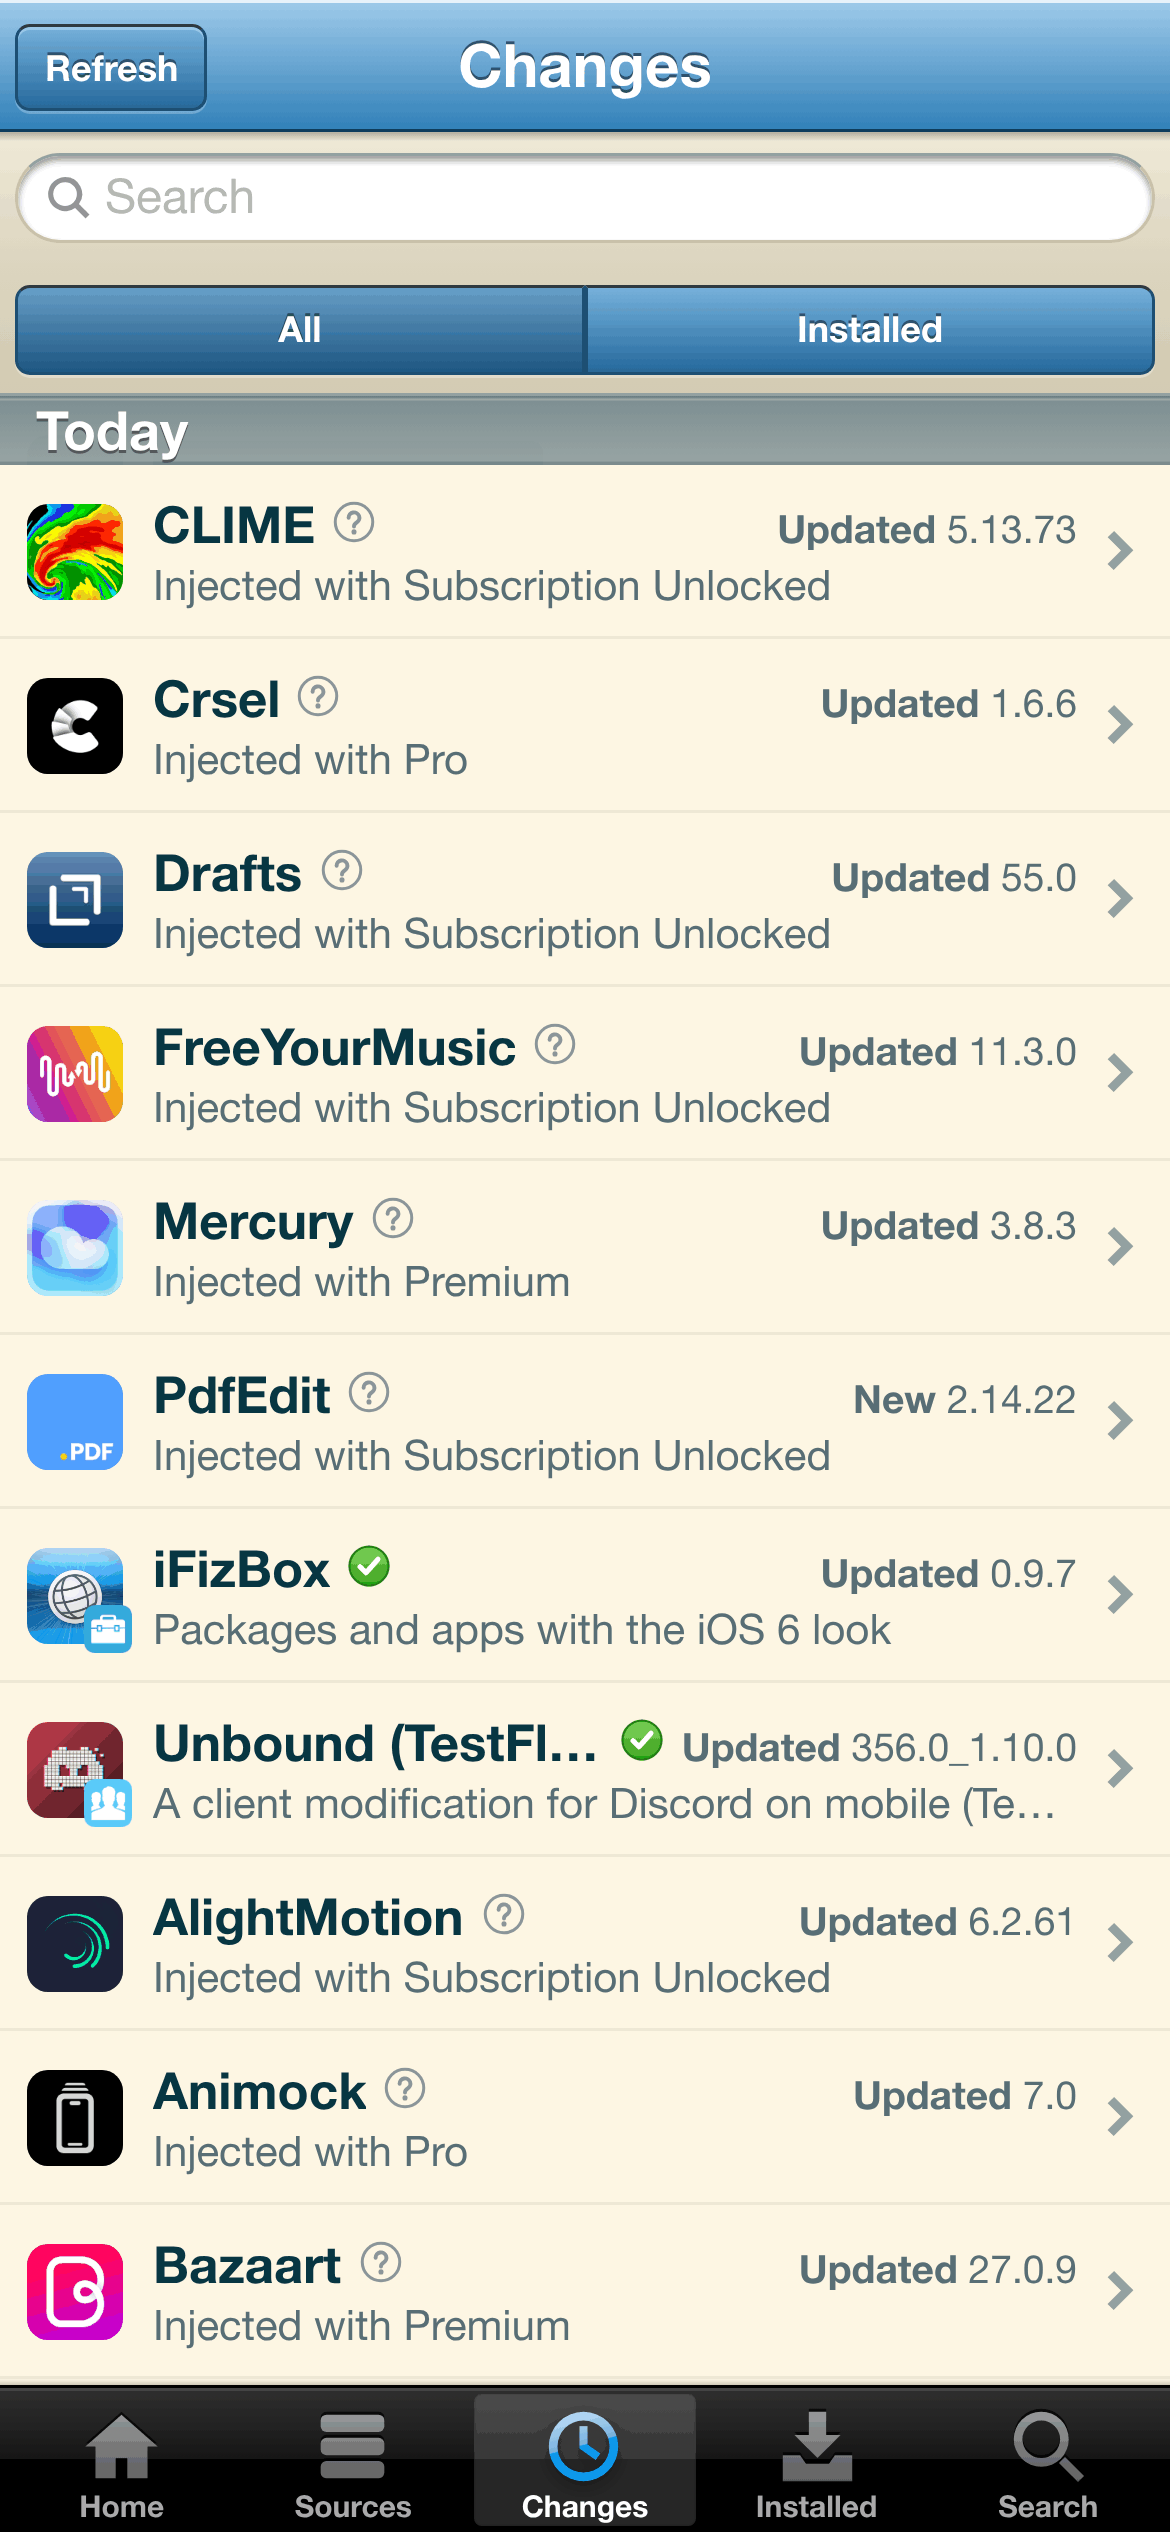 Refresh
Changes
Search
All
Installed
Today
CLIME
Updated 5.13.73
Injected with Subscription Unlocked
Crsel
Updated 1.6.6
Injected with Pro
Drafts
Updated 55.0
Injected with Subscription Unlocked
FreeYourMusic
Updated 11.3.0
Injected with Subscription Unlocked
Mercury
Updated 3.8.3
Injected with Premium
.PDF
PdfEdit
New 2.14.22
Injected with Subscription Unlocked
iFizBox
Updated 0.9.7
Packages and apps with the iOS 6 look
Unbound (TestFl...
Updated 356.0_1.10.0
A client modification for Discord on mobile (Te...
AlightMotion
Updated 6.2.61
Injected with Subscription Unlocked
Animock
Updated 7.0
Injected with Pro
Bazaart
Updated 27.0.9
Injected with Premium
Home
Sources
Changes
Installed
Search